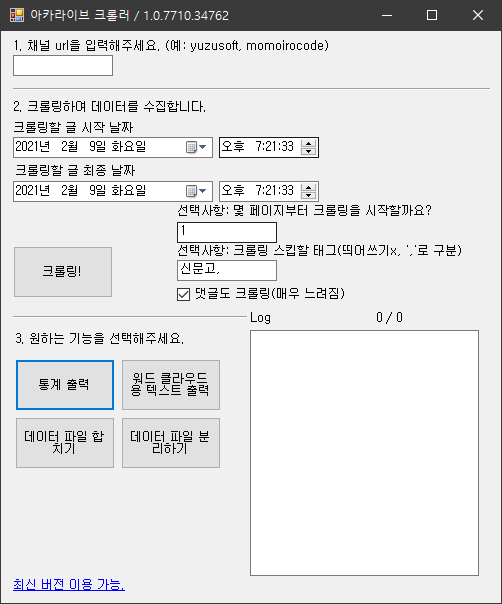 아카라이브 크롤러 / 1.0.7710.34762
1. 채널 url을 입력해주세요. (예: yuzusoft, momoirocode)
2. 크롤링하여 데이터를 수집합니다.
크롤링할 글 시작 날짜
2021년 2월 9일 화요일 오후 7:21:33
크롤링할 글 최종 날짜
2021년 2월 9일 화요일 오후 7:21:33
선택사항: 몇 페이지부터 크롤링을 시작할까요?
1
선택사항: 크롤링 스킵할 태그(띄어쓰기x, ','로 구분)
신문고,
크롤링!
댓글도 크롤링(매우 느려짐)
Log 0 / 0
3. 원하는 기능을 선택해주세요.
통계 출력
워드 클라우드
용 텍스트 출력
데이터 파일 합
치기
데이터 파일 분
리하기
최신 버전 이용 가능.